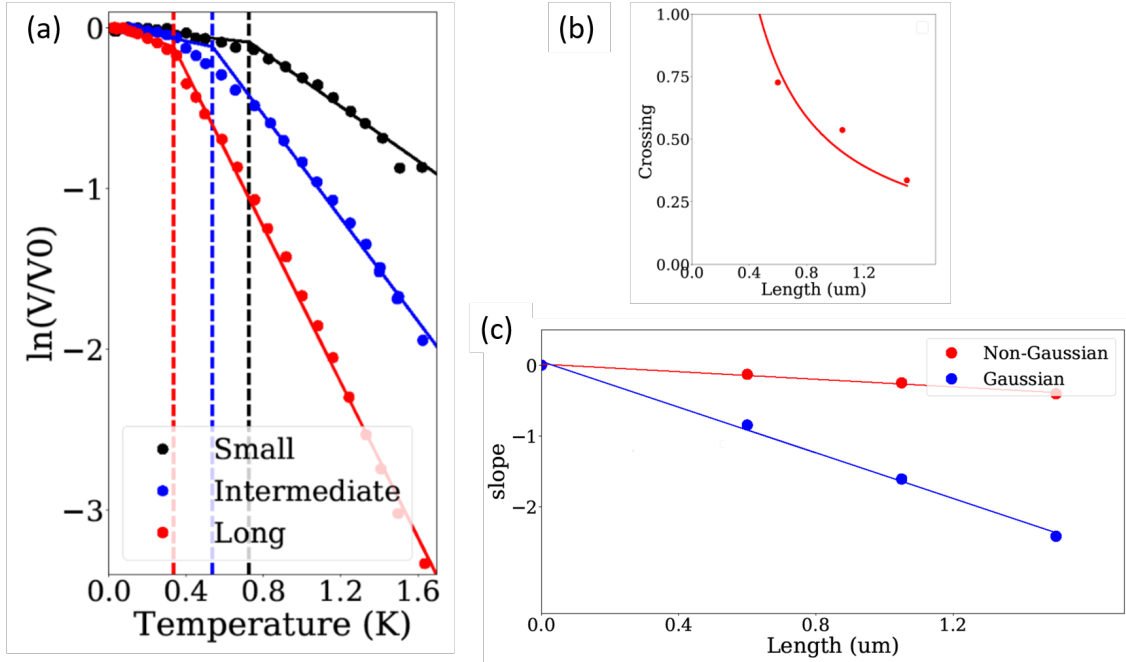 (a)
0
−1
−2
−3
ln(V/V0)
Small
Intermediate
Long
0.0 0.4 0.8 1.2 1.6
Temperature (K)
(b)
1.00
0.75
0.50
0.25
0.00
Crossing
0.0 0.4 0.8 1.2
Length (um)
(c)
0
−1
−2
slope
Non-Gaussian
Gaussian
0.0 0.4 0.8 1.2
Length (um)